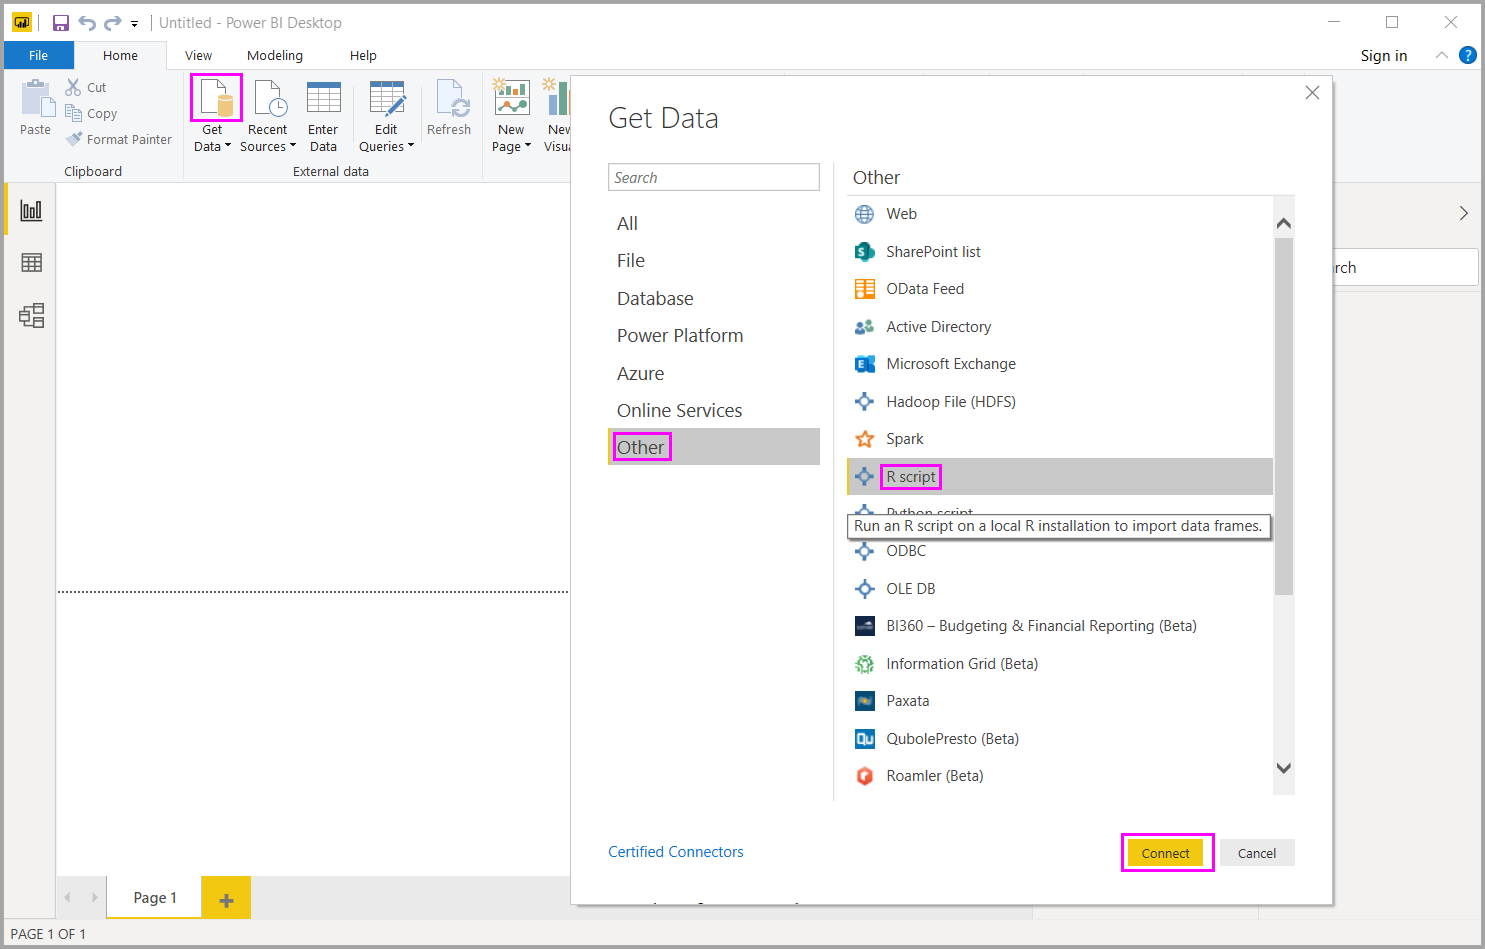 Untitled - Power BI Desktop
File Home View Modeling Help Sign in ?
Paste
Cut
Copy
Format Painter
Clipboard
Get Data
Recent Sources
Enter Data
Edit Queries
Refresh
External data
New Page
New
Get Data
Search
All
File
Database
Power Platform
Azure
Online Services
Other
Other
Web
SharePoint list
OData Feed
Active Directory
Microsoft Exchange
Hadoop File (HDFS)
Spark
R script
Python script
Run an R script on a local R installation to import data frames.
ODBC
OLE DB
BI360 – Budgeting & Financial Reporting (Beta)
Information Grid (Beta)
Paxata
QubolePresto (Beta)
Roamler (Beta)
Certified Connectors
Connect
Cancel
rch
Page 1
PAGE 1 OF 1